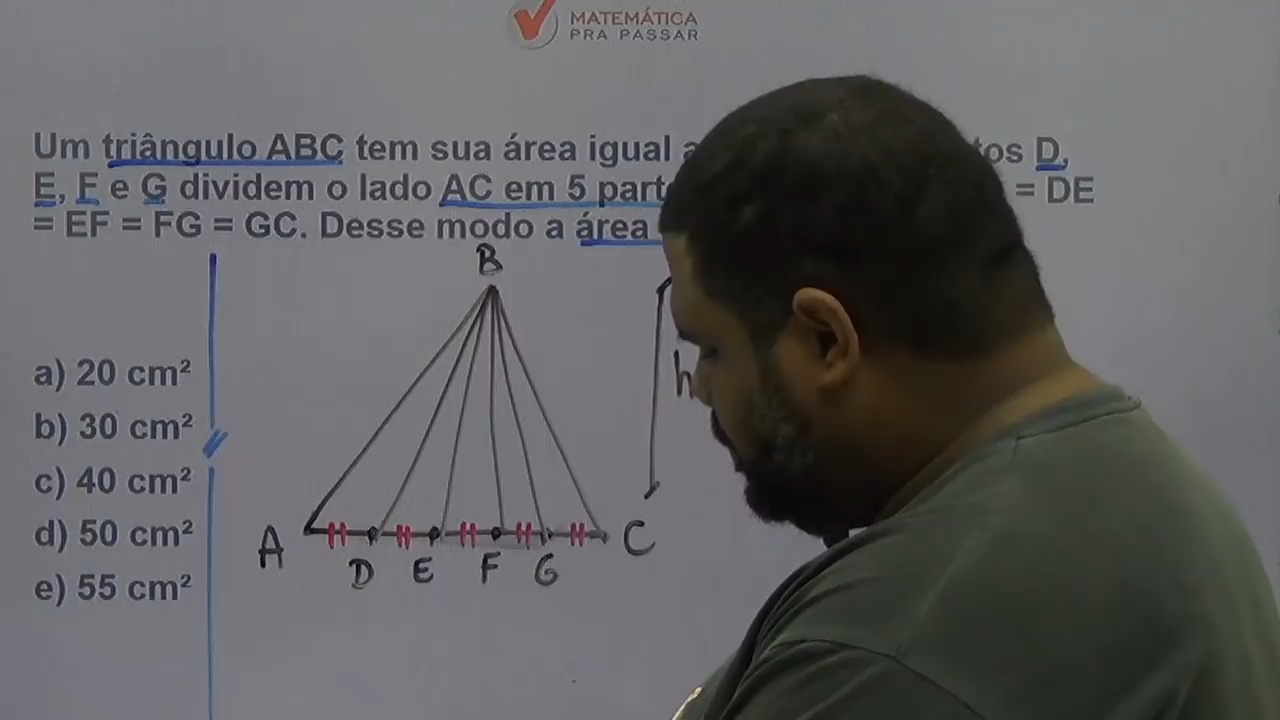 MATEMÁTICA
PRA PASSAR
Um triângulo ABC tem sua área igual D,
E, F e G dividem o lado AC em 5 = DE
= EF = FG = GC. Desse modo a área
B
a) 20 cm²
h
b) 30 cm²
c) 40 cm²
d) 50 cm²
A C
D E F G
e) 55 cm²